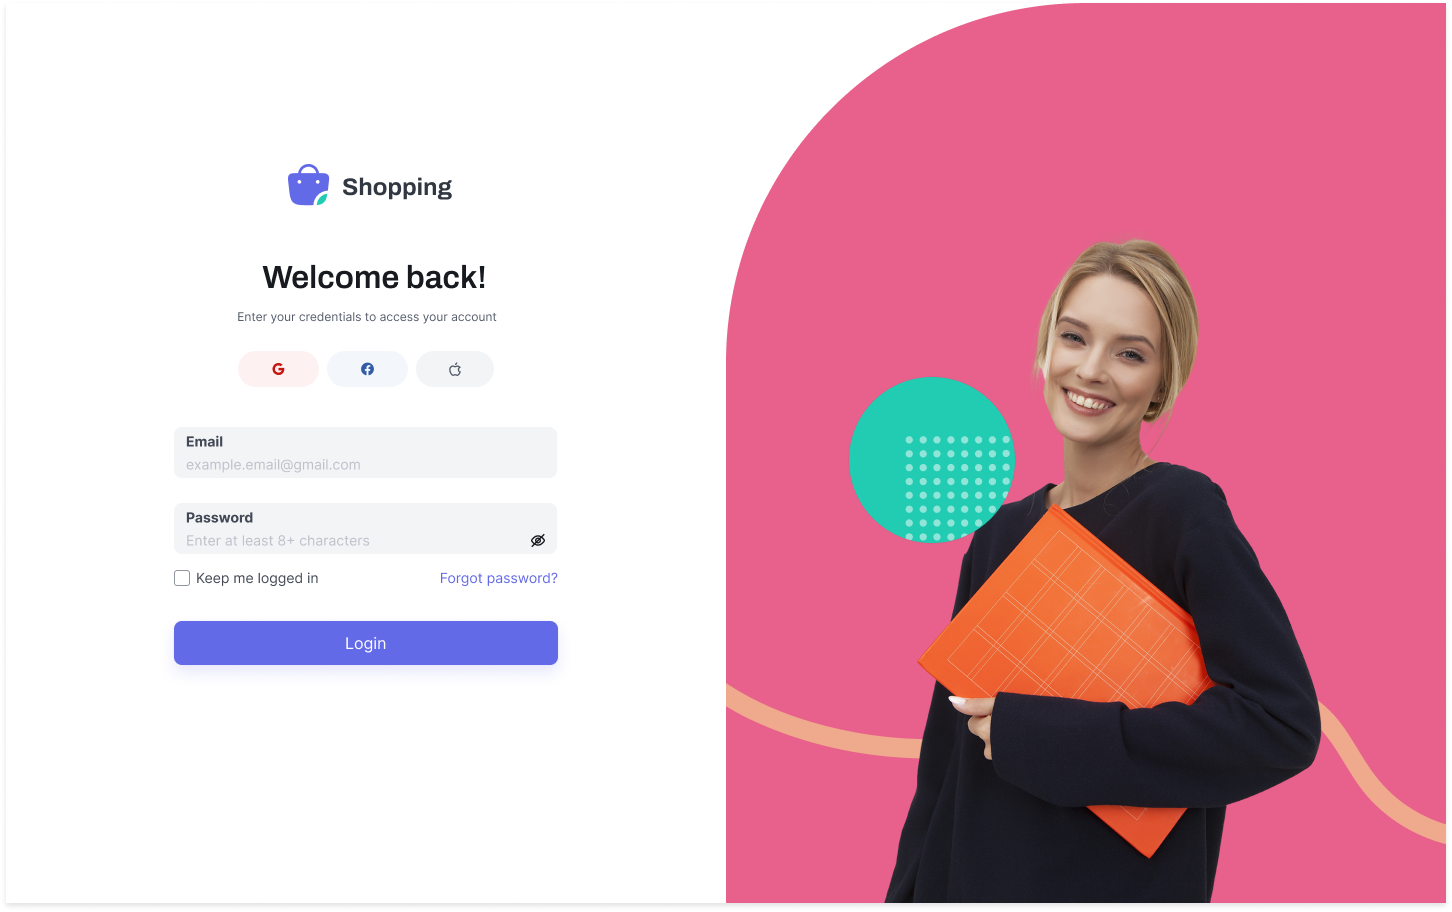 Shopping
Welcome back!
Enter your credentials to access your account
Email
example.email@gmail.com
Password
Enter at least 8+ characters
Keep me logged in
Forgot password?
Login